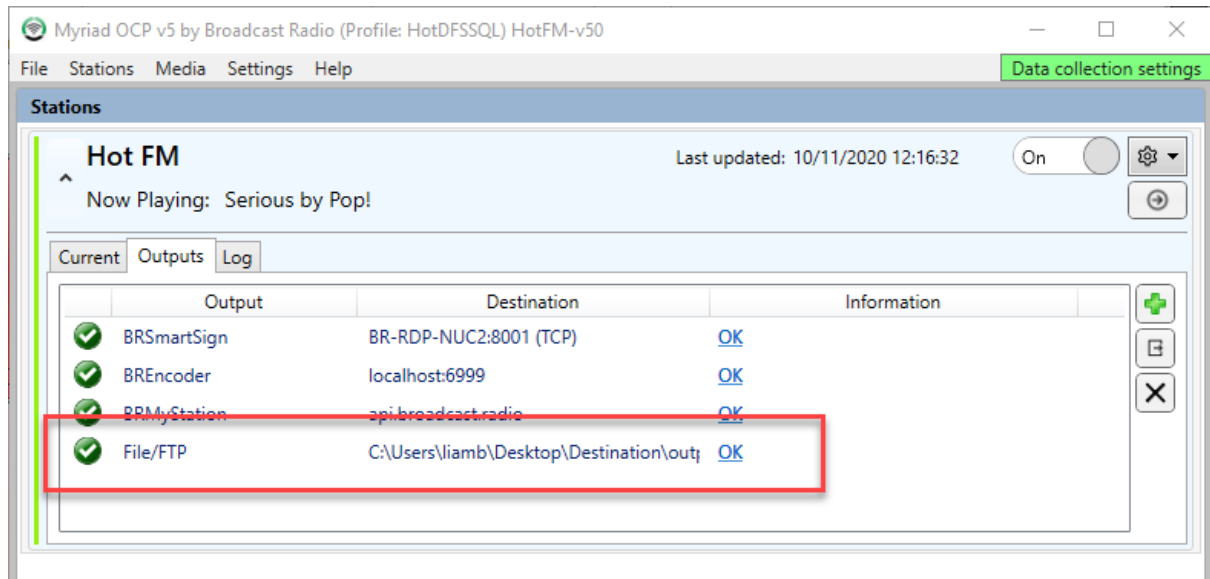 Myriad OCP v5 by Broadcast Radio (Profile: HotDFSSQL) HotFM-v50
File Stations Media Settings Help Data collection settings
Stations
Hot FM Last updated: 10/11/2020 12:16:32 On
Now Playing: Serious by Pop!
Current Outputs Log
Output Destination Information
BRSmartSign BR-RDP-NUC2:8001 (TCP) OK
BREncoder localhost:6999 OK
BRMyStation api.broadcast.radio OK
File/FTP C:\Users\liamb\Desktop\Destination\outp OK